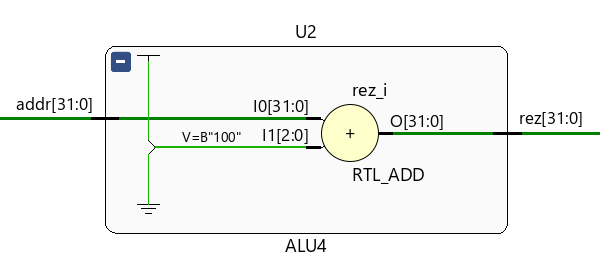 U2
addr[31:0]
I0[31:0]
V=B"100"
I1[2:0]
rez_i
+
RTL_ADD
O[31:0]
rez[31:0]
ALU4